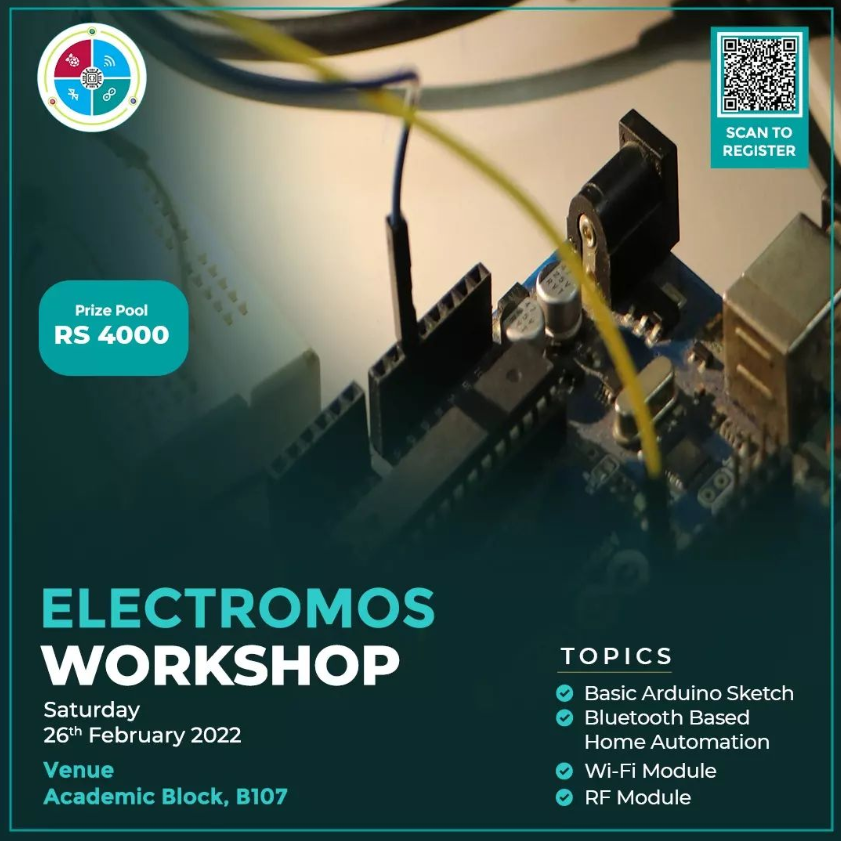 SCAN TO
REGISTER
Prize Pool
RS 4000
ELECTROMOS
WORKSHOP
Saturday
26th February 2022
Venue
Academic Block, B107
TOPICS
Basic Arduino Sketch
Bluetooth Based
Home Automation
Wi-Fi Module
RF Module